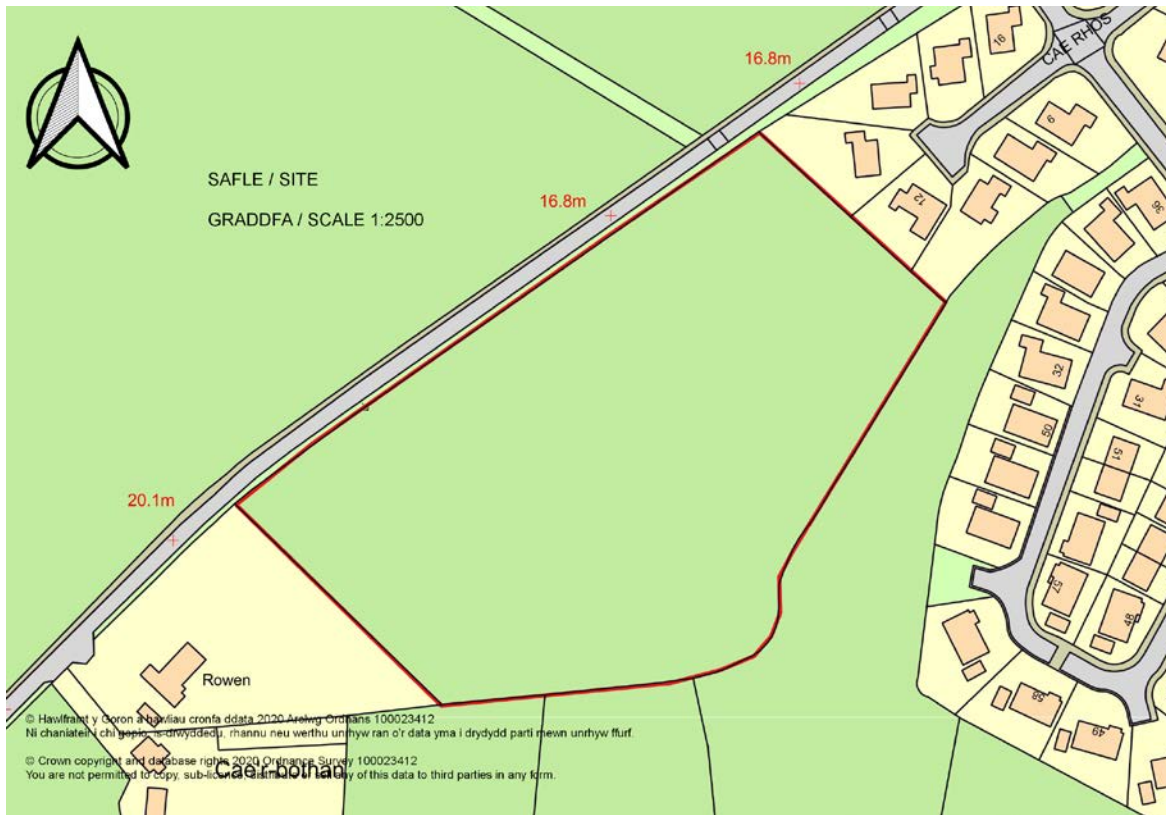 16.8m
16
CAE RHOS
SAFLE / SITE
GRADDFA / SCALE 1:2500
16.8m
9
12
36
32
31
50
51
20.1m
57
48
Rowen
58
49
© Hawlfraint y Goron a hawliau cronfa ddata 2020 Arolwg Ordnans 100023412
Ni chaniateir i chi gopïo, is-drwyddedu, rhannu neu werthu unrhyw ran o'r data yma i drydydd parti mewn unrhyw ffurf.
© Crown copyright and database rights 2020 Ordnance Survey 100023412
Caer-bothan
You are not permitted to copy, sub-licence, distribute or sell any of this data to third parties in any form.